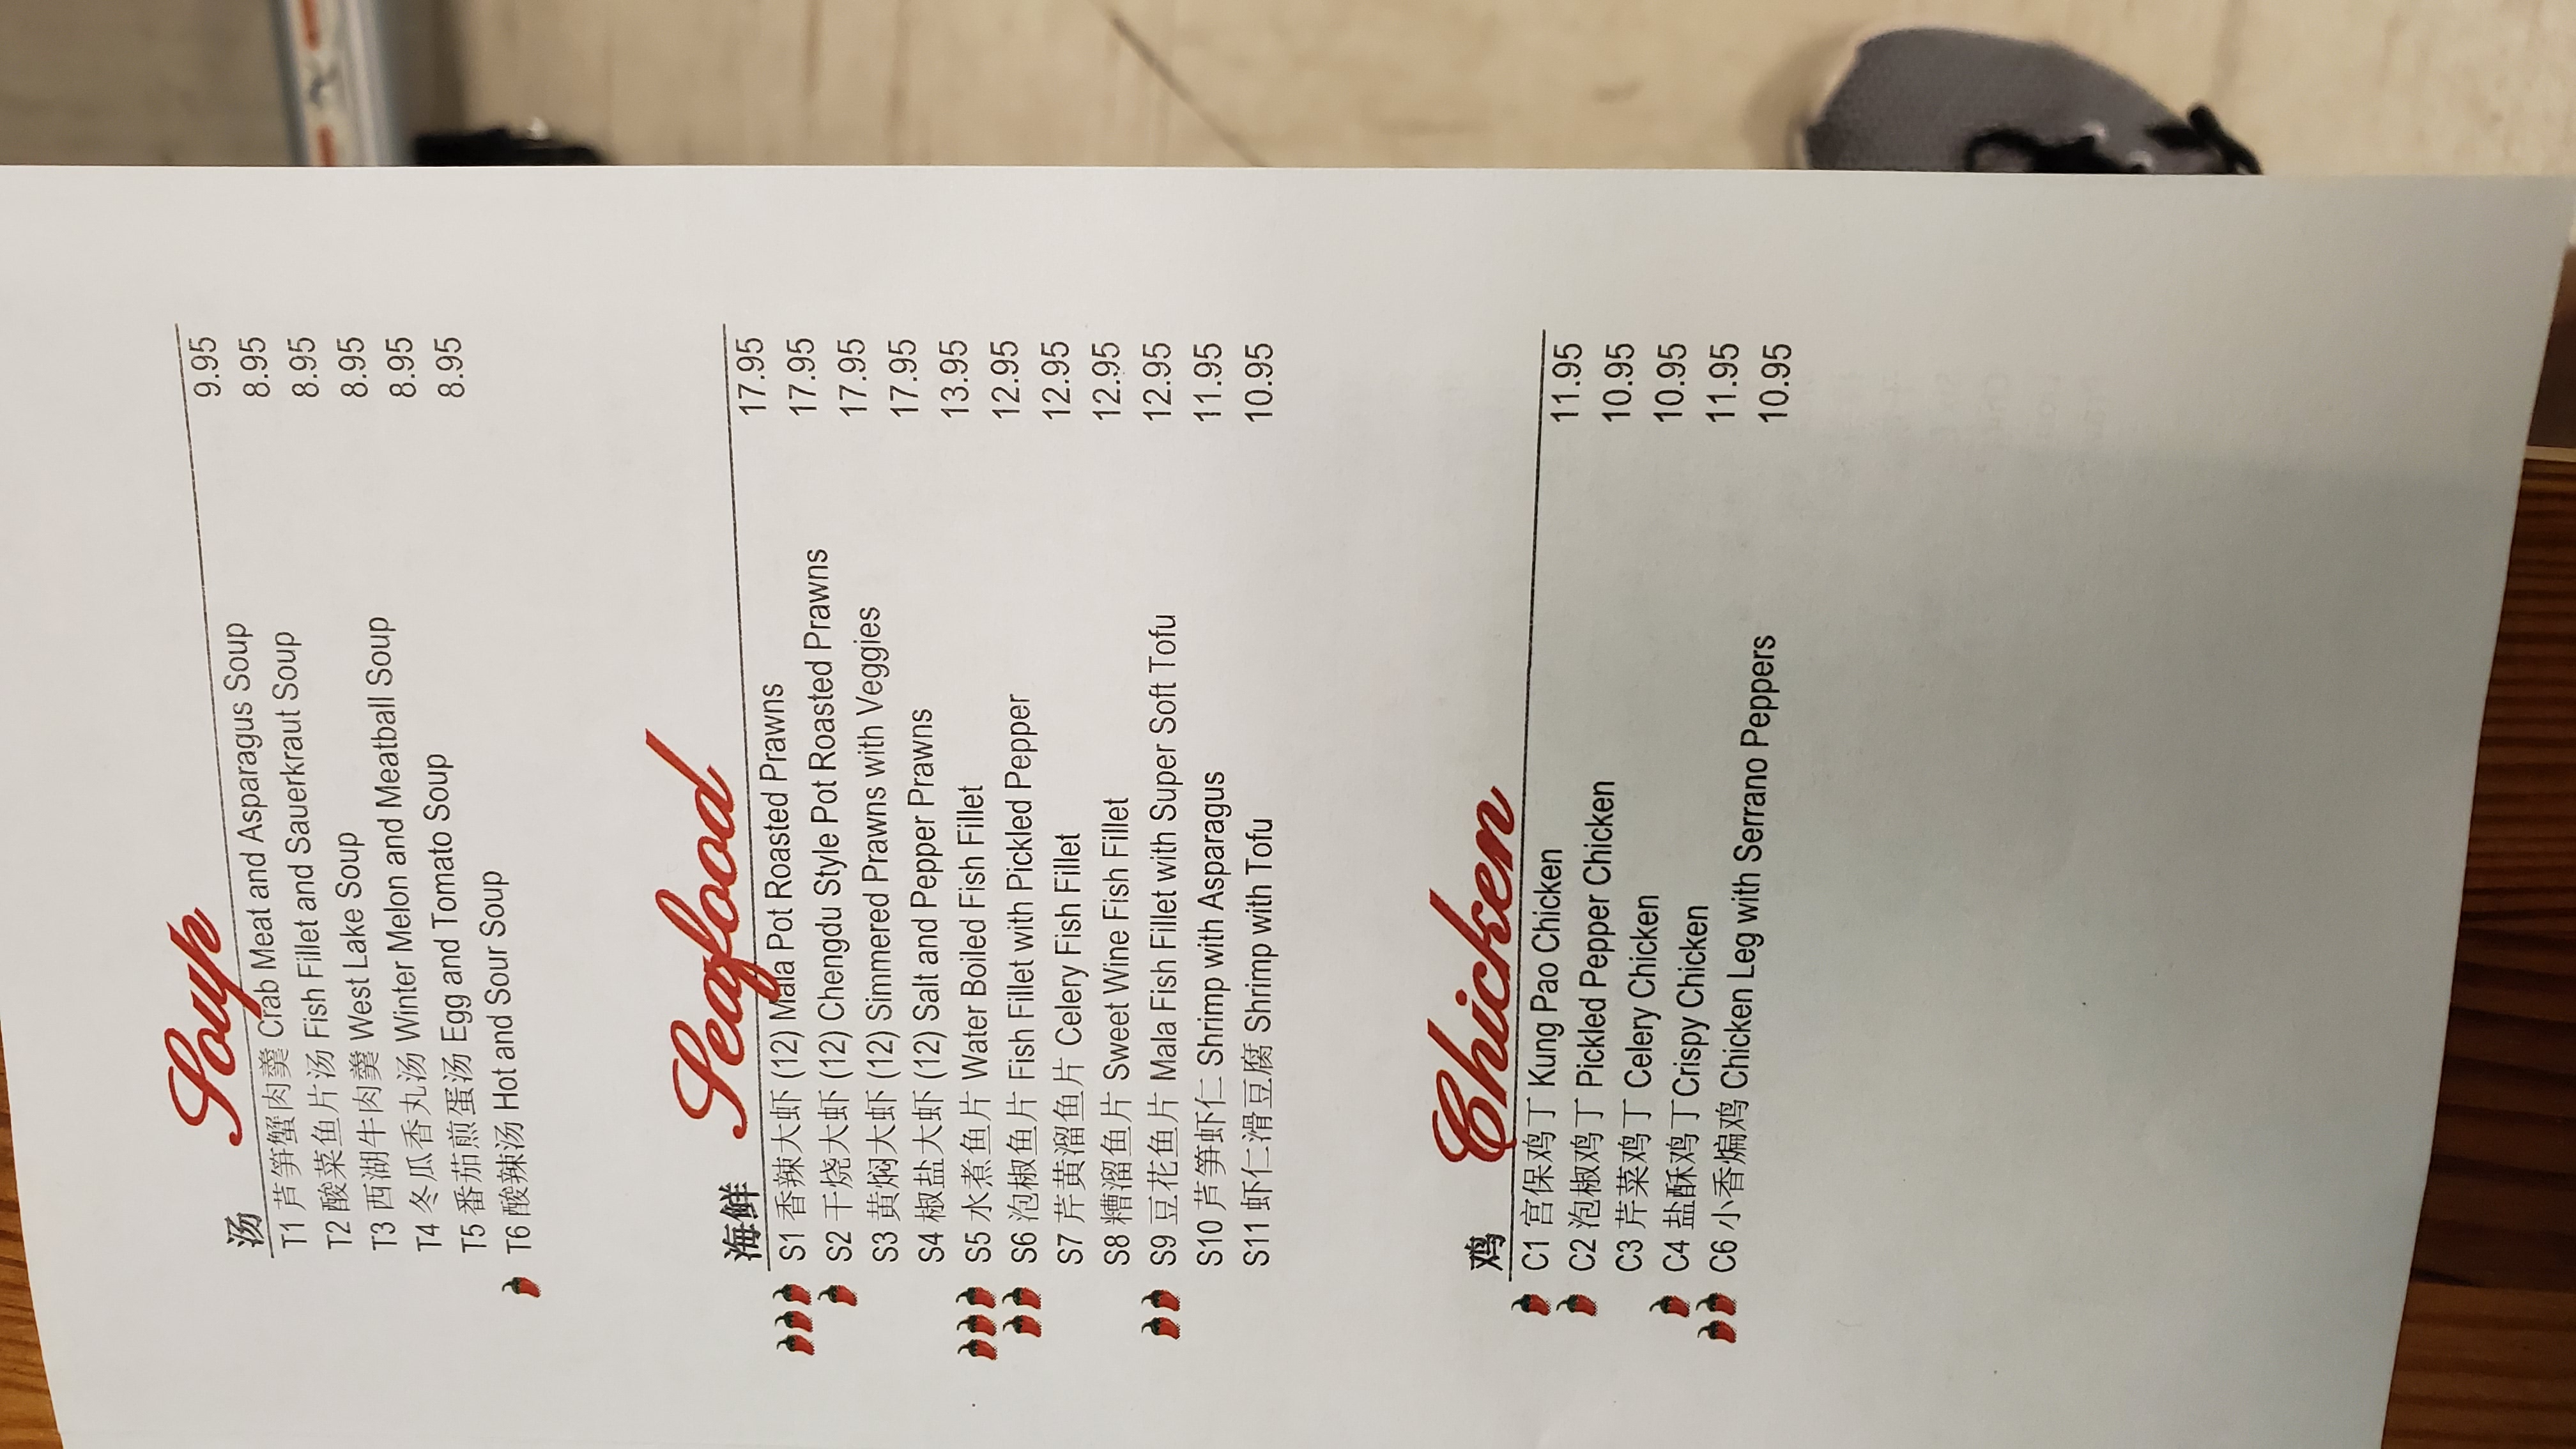 Soup
汤
T1 芦笋蟹肉羹 Crab Meat and Asparagus Soup 9.95
T2 酸菜鱼片汤 Fish Fillet and Sauerkraut Soup 8.95
T3 西湖牛肉羹 West Lake Soup 8.95
T4 冬瓜香丸汤 Winter Melon and Meatball Soup 8.95
T5 番茄煎蛋汤 Egg and Tomato Soup 8.95
T6 酸辣汤 Hot and Sour Soup 8.95
Seafood
海鲜
S1 香辣大虾 (12) Mala Pot Roasted Prawns 17.95
S2 干烧大虾 (12) Chengdu Style Pot Roasted Prawns 17.95
S3 黄焖大虾 (12) Simmered Prawns with Veggies 17.95
S4 椒盐大虾 (12) Salt and Pepper Prawns 17.95
S5 水煮鱼片 Water Boiled Fish Fillet 13.95
S6 泡椒鱼片 Fish Fillet with Pickled Pepper 12.95
S7 芹黄溜鱼片 Celery Fish Fillet 12.95
S8 糟溜鱼片 Sweet Wine Fish Fillet 12.95
S9 豆花鱼片 Mala Fish Fillet with Super Soft Tofu 12.95
S10 芦笋虾仁 Shrimp with Asparagus 11.95
S11 虾仁滑豆腐 Shrimp with Tofu 10.95
Chicken
鸡
C1 宫保鸡丁 Kung Pao Chicken 11.95
C2 泡椒鸡丁 Pickled Pepper Chicken 10.95
C3 芹菜鸡丁 Celery Chicken 10.95
C4 盐酥鸡丁 Crispy Chicken 11.95
C6 小香煸鸡 Chicken Leg with Serrano Peppers 10.95